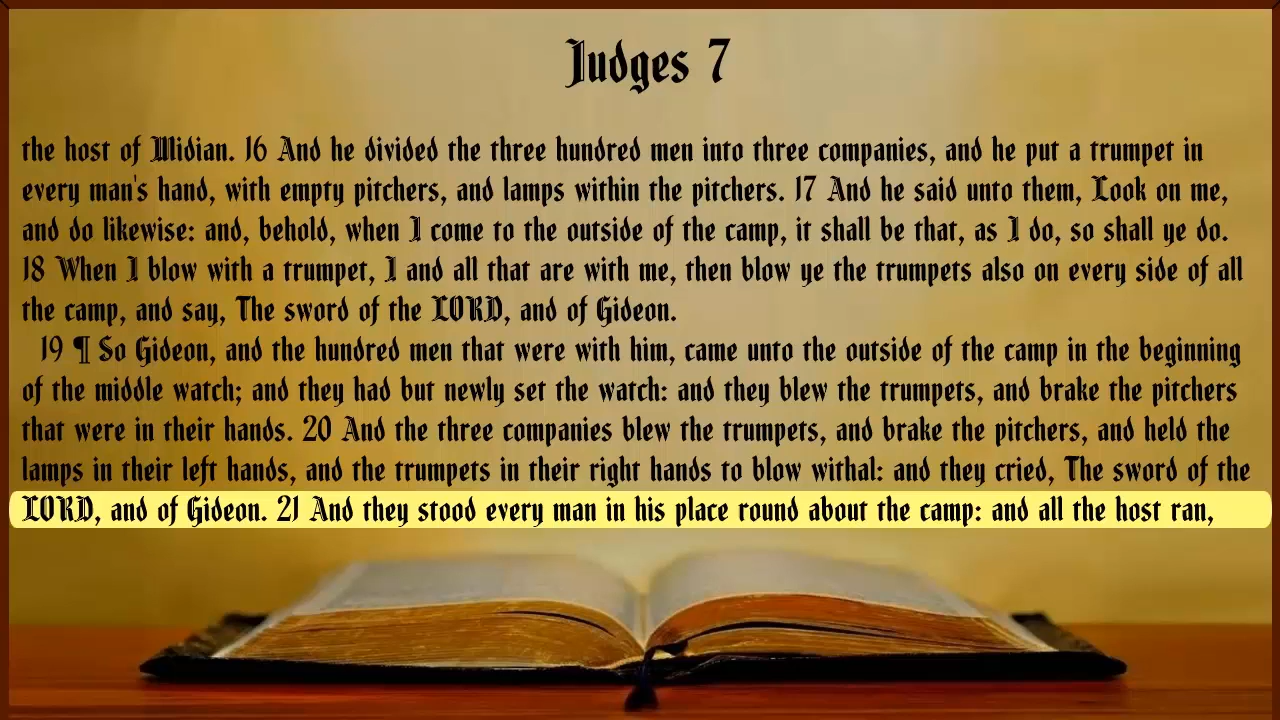 Judges 7
the host of Midian. 16 And he divided the three hundred men into three companies, and he put a trumpet in
every man's hand, with empty pitchers, and lamps within the pitchers. 17 And he said unto them, Look on me,
and do likewise: and, behold, when I come to the outside of the camp, it shall be that, as I do, so shall ye do.
18 When I blow with a trumpet, I and all that are with me, then blow ye the trumpets also on every side of all
the camp, and say, The sword of the LORD, and of Gideon.
19 ¶ So Gideon, and the hundred men that were with him, came unto the outside of the camp in the beginning
of the middle watch; and they had but newly set the watch: and they blew the trumpets, and brake the pitchers
that were in their hands. 20 And the three companies blew the trumpets, and brake the pitchers, and held the
lamps in their left hands, and the trumpets in their right hands to blow withal: and they cried, The sword of the
LORD, and of Gideon. 21 And they stood every man in his place round about the camp: and all the host ran,